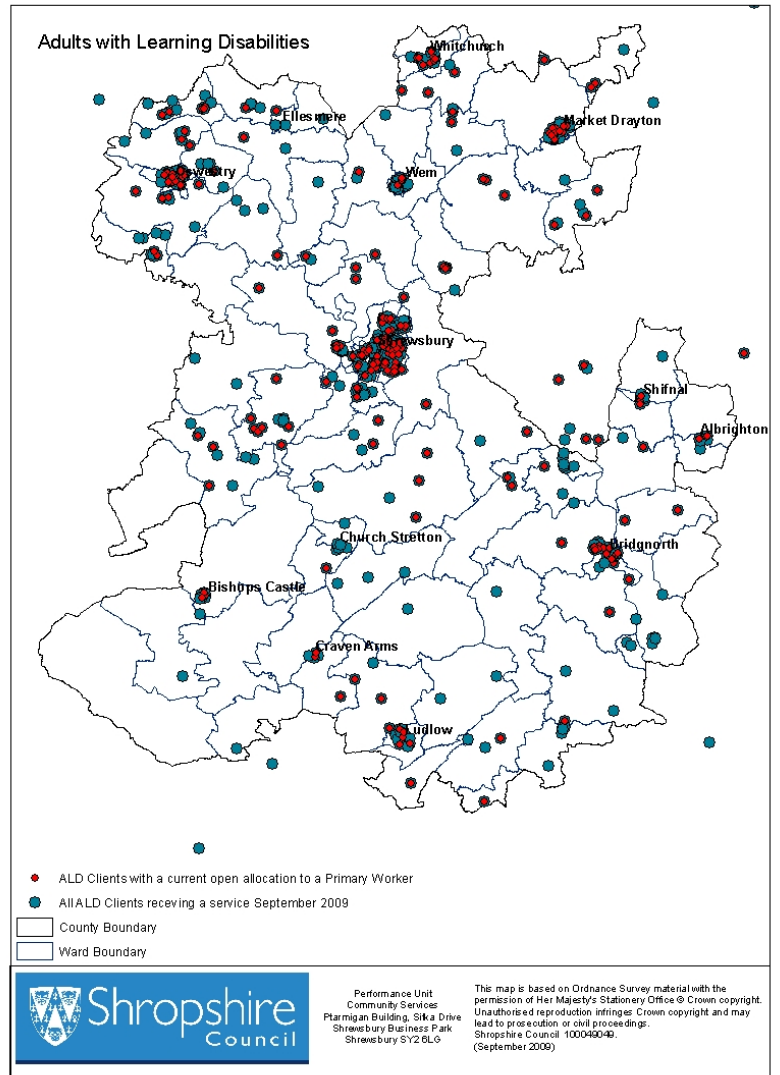 Adults with Learning Disabilities
Whitchurch
Ellesmere
Market Drayton
Oswestry
Wem
Shrewsbury
Shifnal
Albrighton
Church Stretton
Bridgnorth
Bishops Castle
Craven Arms
Ludlow
ALD Clients with a current open allocation to a Primary Worker
All ALD Clients receving a service September 2009
County Boundary
Ward Boundary
Shropshire
Council
Performance Unit
Community Services
Ptarmigan Building, Sitka Drive
Shrewsbury Business Park
Shrewsbury SY2 6LG
This map is based on Ordnance Survey material with the
permission of Her Majesty's Stationery Office © Crown copyright.
Unauthorised reproduction infringes Crown copyright and may
lead to prosecution or civil proceedings.
Shropshire Council 100049049.
(September 2009)